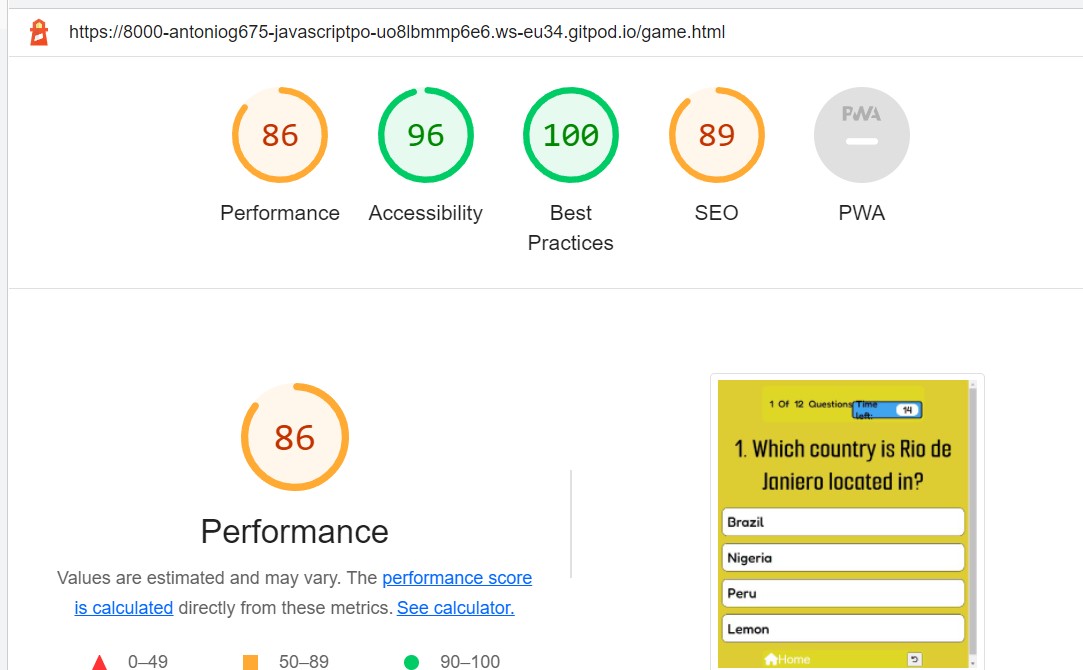 https://8000-antoniog675-javascriptpo-uo8lbmmp6e6.ws-eu34.gitpod.io/game.html
86
96
100
89
PWA
Performance
Accessibility
Best
Practices
SEO
PWA
86
Performance
Values are estimated and may vary. The performance score
is calculated directly from these metrics. See calculator.
0–49
50–89
90–100
1 Of 12 Questions
Time
left:
14
1. Which country is Rio de
Janiero located in?
Brazil
Nigeria
Peru
Lemon
Home